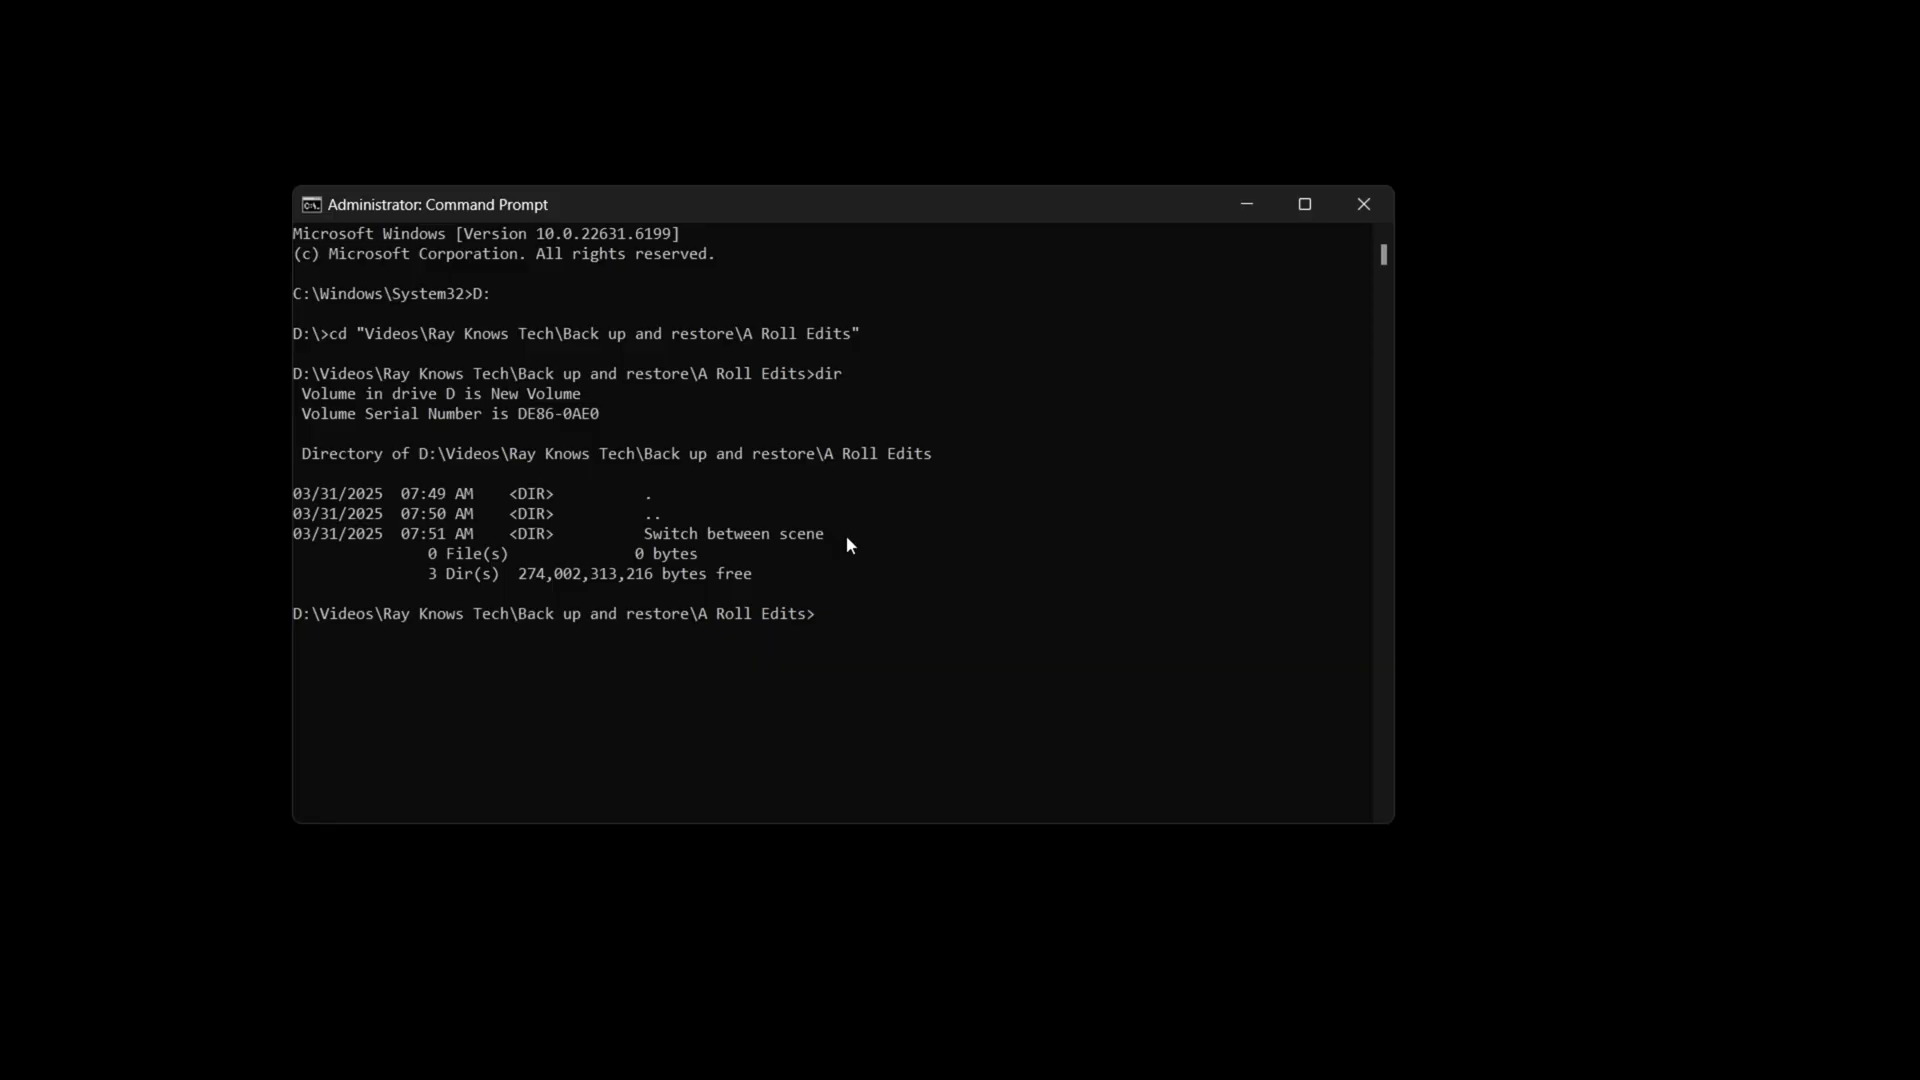 Administrator: Command Prompt
Microsoft Windows [Version 10.0.22631.6199]
(c) Microsoft Corporation. All rights reserved.
C:\Windows\System32>D:
D:\>cd "Videos\Ray Knows Tech\Back up and restore\A Roll Edits"
D:\Videos\Ray Knows Tech\Back up and restore\A Roll Edits>dir
Volume in drive D is New Volume
Volume Serial Number is DE86-0AE0
Directory of D:\Videos\Ray Knows Tech\Back up and restore\A Roll Edits
03/31/2025  07:49 AM    <DIR>          .
03/31/2025  07:50 AM    <DIR>          ..
03/31/2025  07:51 AM    <DIR>          Switch between scene
0 File(s)              0 bytes
3 Dir(s)  274,002,313,216 bytes free
D:\Videos\Ray Knows Tech\Back up and restore\A Roll Edits>